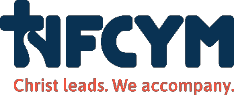 NFCYM
Christ leads. We accompany.